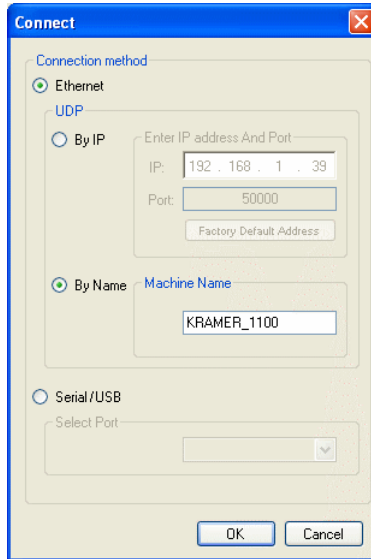 Connect
Connection method
Ethernet
UDP
By IP
Enter IP address And Port
IP: 192 . 168 . 1 . 39
Port: 50000
Factory Default Address
By Name
Machine Name
KRAMER_1100
Serial/USB
Select Port
OK Cancel